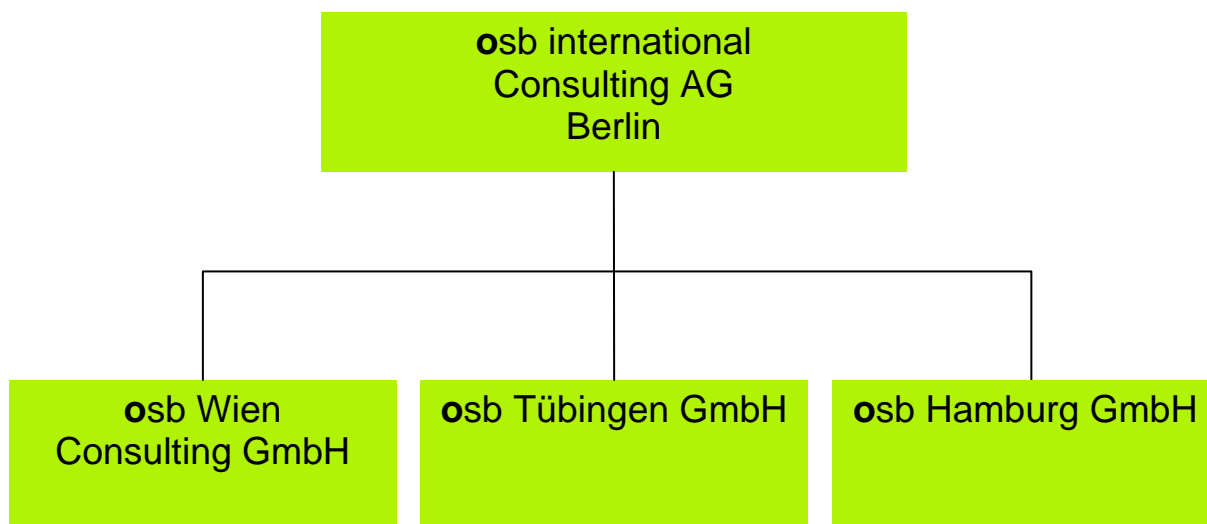 osb international
Consulting AG
Berlin
osb Wien
Consulting GmbH
osb Tübingen GmbH
osb Hamburg GmbH